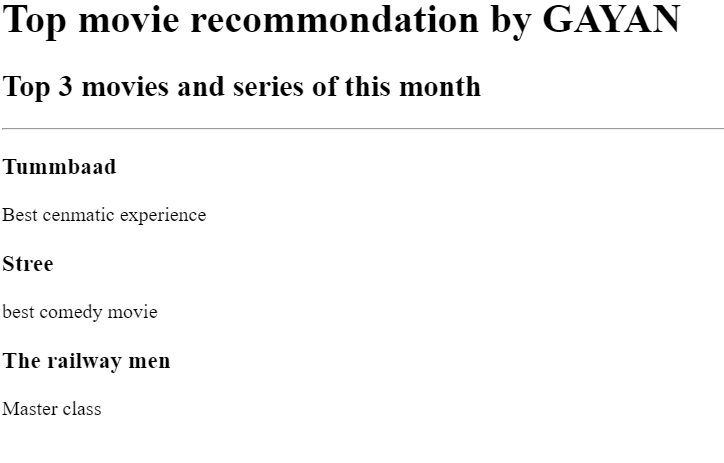 Top movie recommondation by GAYAN
Top 3 movies and series of this month
Tummbaad
Best cenmatic experience
Stree
best comedy movie
The railway men
Master class